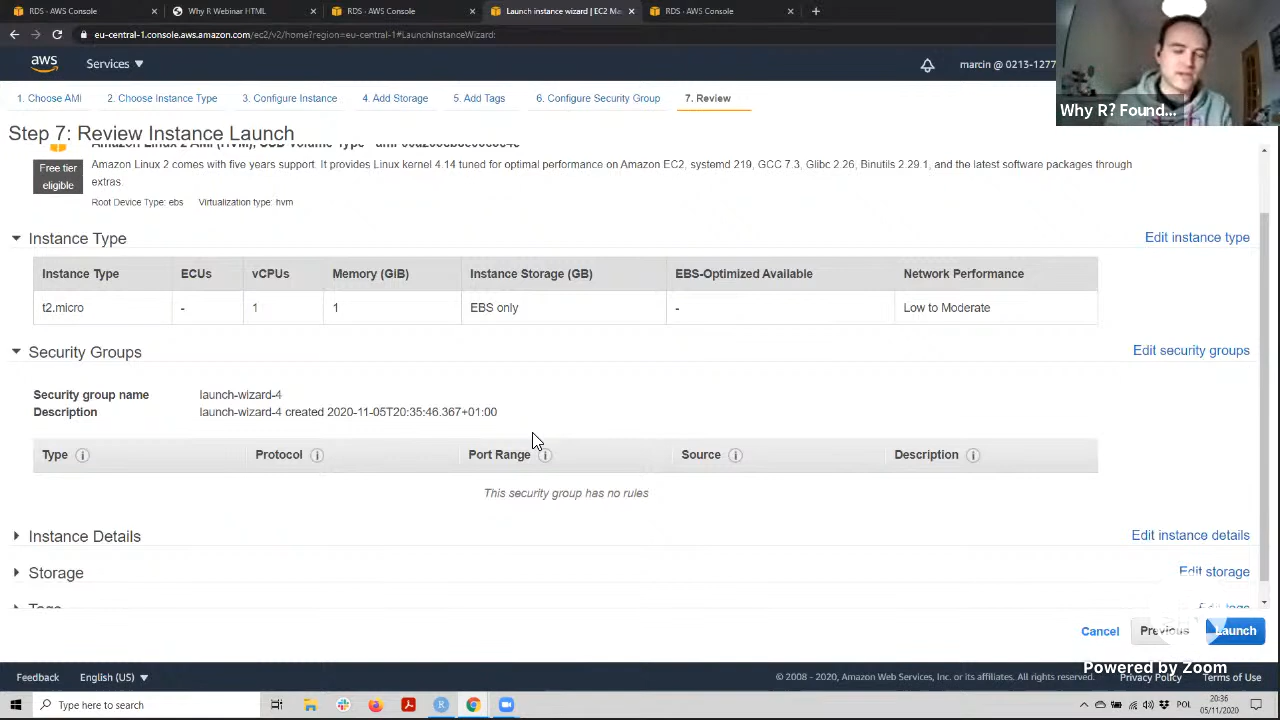 RDS - AWS Console
Why R Webinar HTML
RDS - AWS Console
Launch instance wizard | EC2 Ma
RDS - AWS Console
eu-central-1.console.aws.amazon.com/ec2/v2/home?region=eu-central-1#LaunchInstanceWizard:
aws
Services
marcin @ 0213-1277
Why R? Found...
1. Choose AMI
2. Choose Instance Type
3. Configure Instance
4. Add Storage
5. Add Tags
6. Configure Security Group
7. Review
Step 7: Review Instance Launch
Free tier eligible
Amazon Linux 2 comes with five years support. It provides Linux kernel 4.14 tuned for optimal performance on Amazon EC2, systemd 219, GCC 7.3, Glibc 2.26, Binutils 2.29.1, and the latest software packages through
extras.
Root Device Type: ebs Virtualization type: hvm
Instance Type
Edit instance type
Instance Type ECUs vCPUs Memory (GiB) Instance Storage (GB) EBS-Optimized Available Network Performance
t2.micro - 1 1 EBS only - Low to Moderate
Security Groups
Edit security groups
Security group name launch-wizard-4
Description launch-wizard-4 created 2020-11-05T20:35:46.367+01:00
Type Protocol Port Range Source Description
This security group has no rules
Instance Details
Edit instance details
Storage
Edit storage
Cancel
Previous
Launch
Powered by Zoom
Feedback
English (US)
© 2008 - 2020, Amazon Web Services, Inc. or its affiliates. All rights reserved.
Privacy Policy
Terms of Use
Type here to search
POL
20:36
05/11/2020